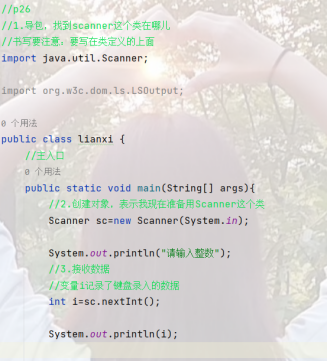 //p26
//1.导包，找到scanner这个类在哪儿
//书写要注意：要写在类定义的上面
import java.util.Scanner;
import org.w3c.dom.ls.LSOutput;
0 个用法
public class lianxi {
//主入口
0 个用法
public static void main(String[] args){
//2.创建对象，表示我现在准备用Scanner这个类
Scanner sc=new Scanner(System.in);
System.out.println("请输入整数");
//3.接收数据
//变量i记录了键盘录入的数据
int i=sc.nextInt();
System.out.println(i);